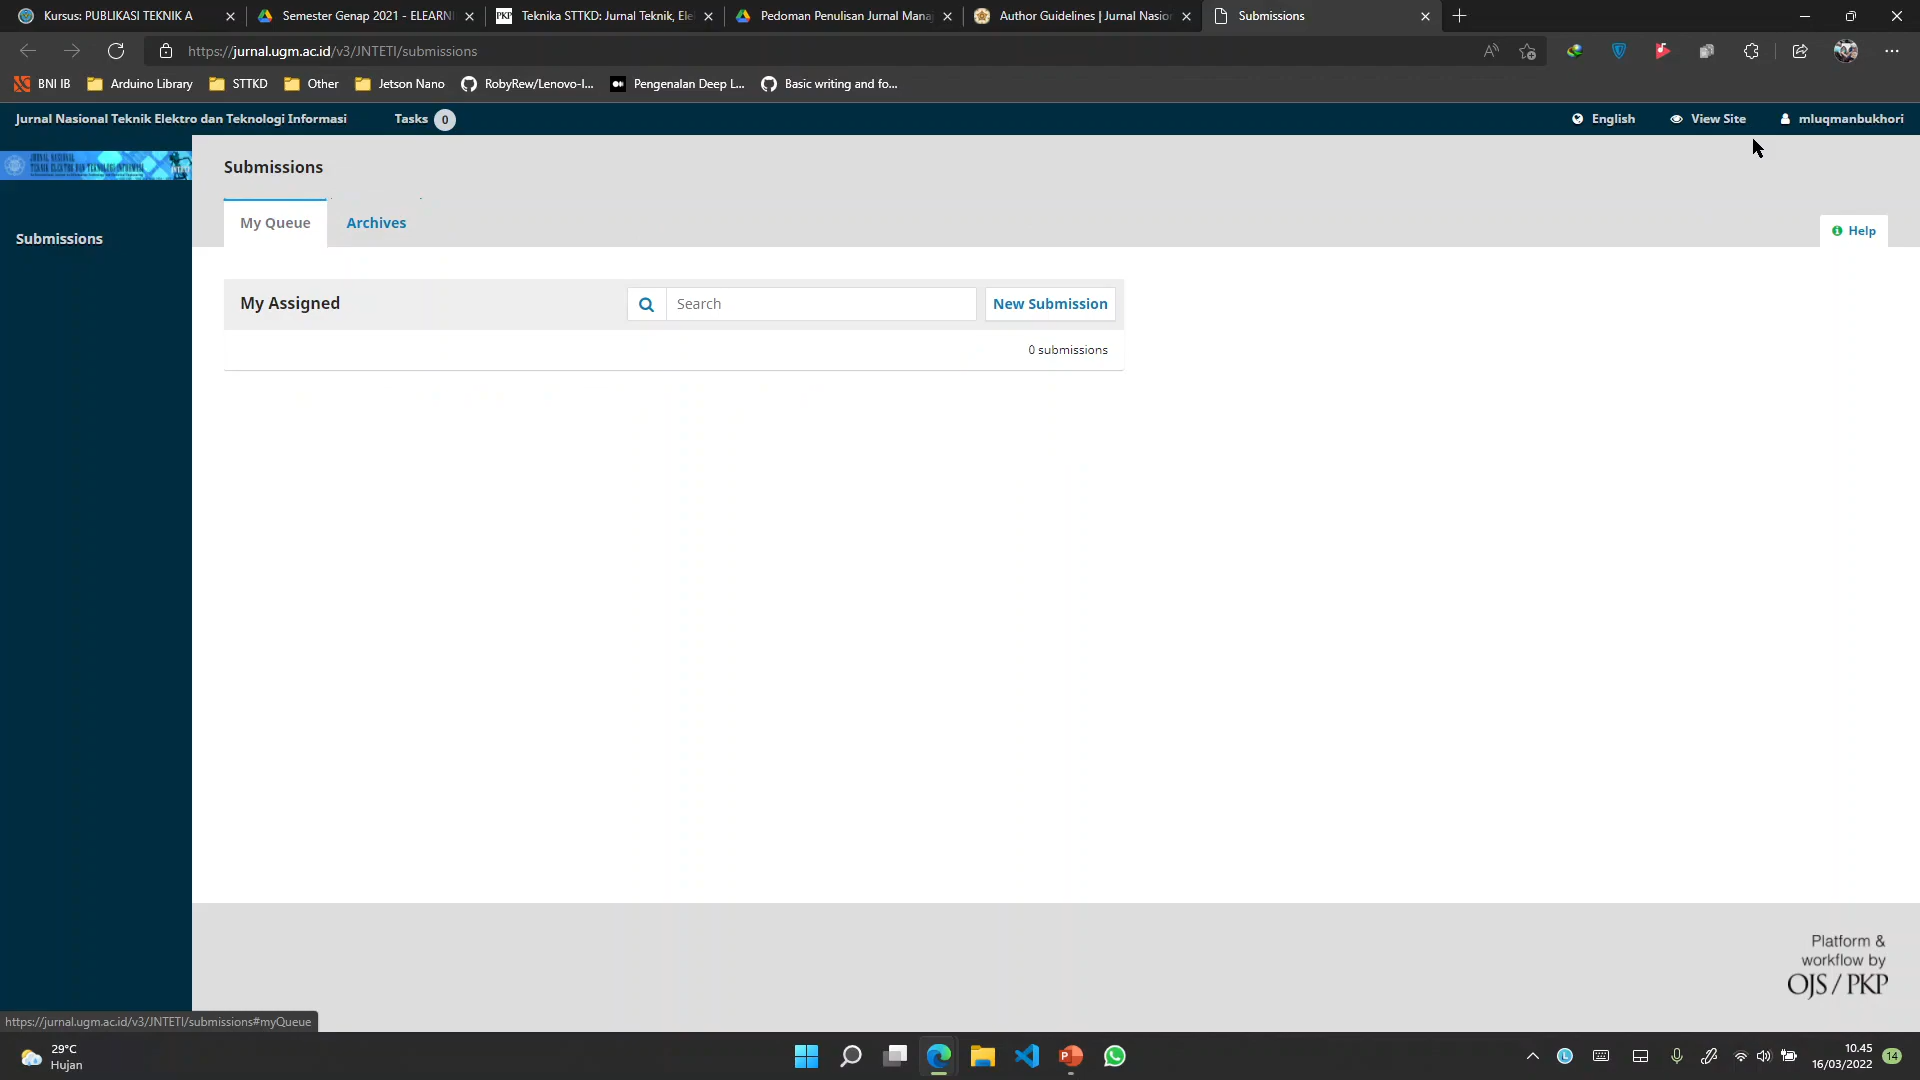 Kursus: PUBLIKASI TEKNIK A
Semester Genap 2021 - ELEARNI
Teknika STTKD: Jurnal Teknik, Ele
Pedoman Penulisan Jurnal Mana
Author Guidelines | Jurnal Nasion
Submissions
https://jurnal.ugm.ac.id/v3/JNTETI/submissions
BNI IB
Arduino Library
STTKD
Other
Jetson Nano
RobyRew/Lenovo-I...
Pengenalan Deep L...
Basic writing and fo...
Jurnal Nasional Teknik Elektro dan Teknologi Informasi
Tasks 0
English
View Site
mluqmanbukhori
Submissions
My Queue
Archives
Help
Submissions
My Assigned
Search
New Submission
0 submissions
Platform &
workflow by
OJS / PKP
https://jurnal.ugm.ac.id/v3/JNTETI/submissions#myQueue
29°C
Hujan
10.45
16/03/2022
14